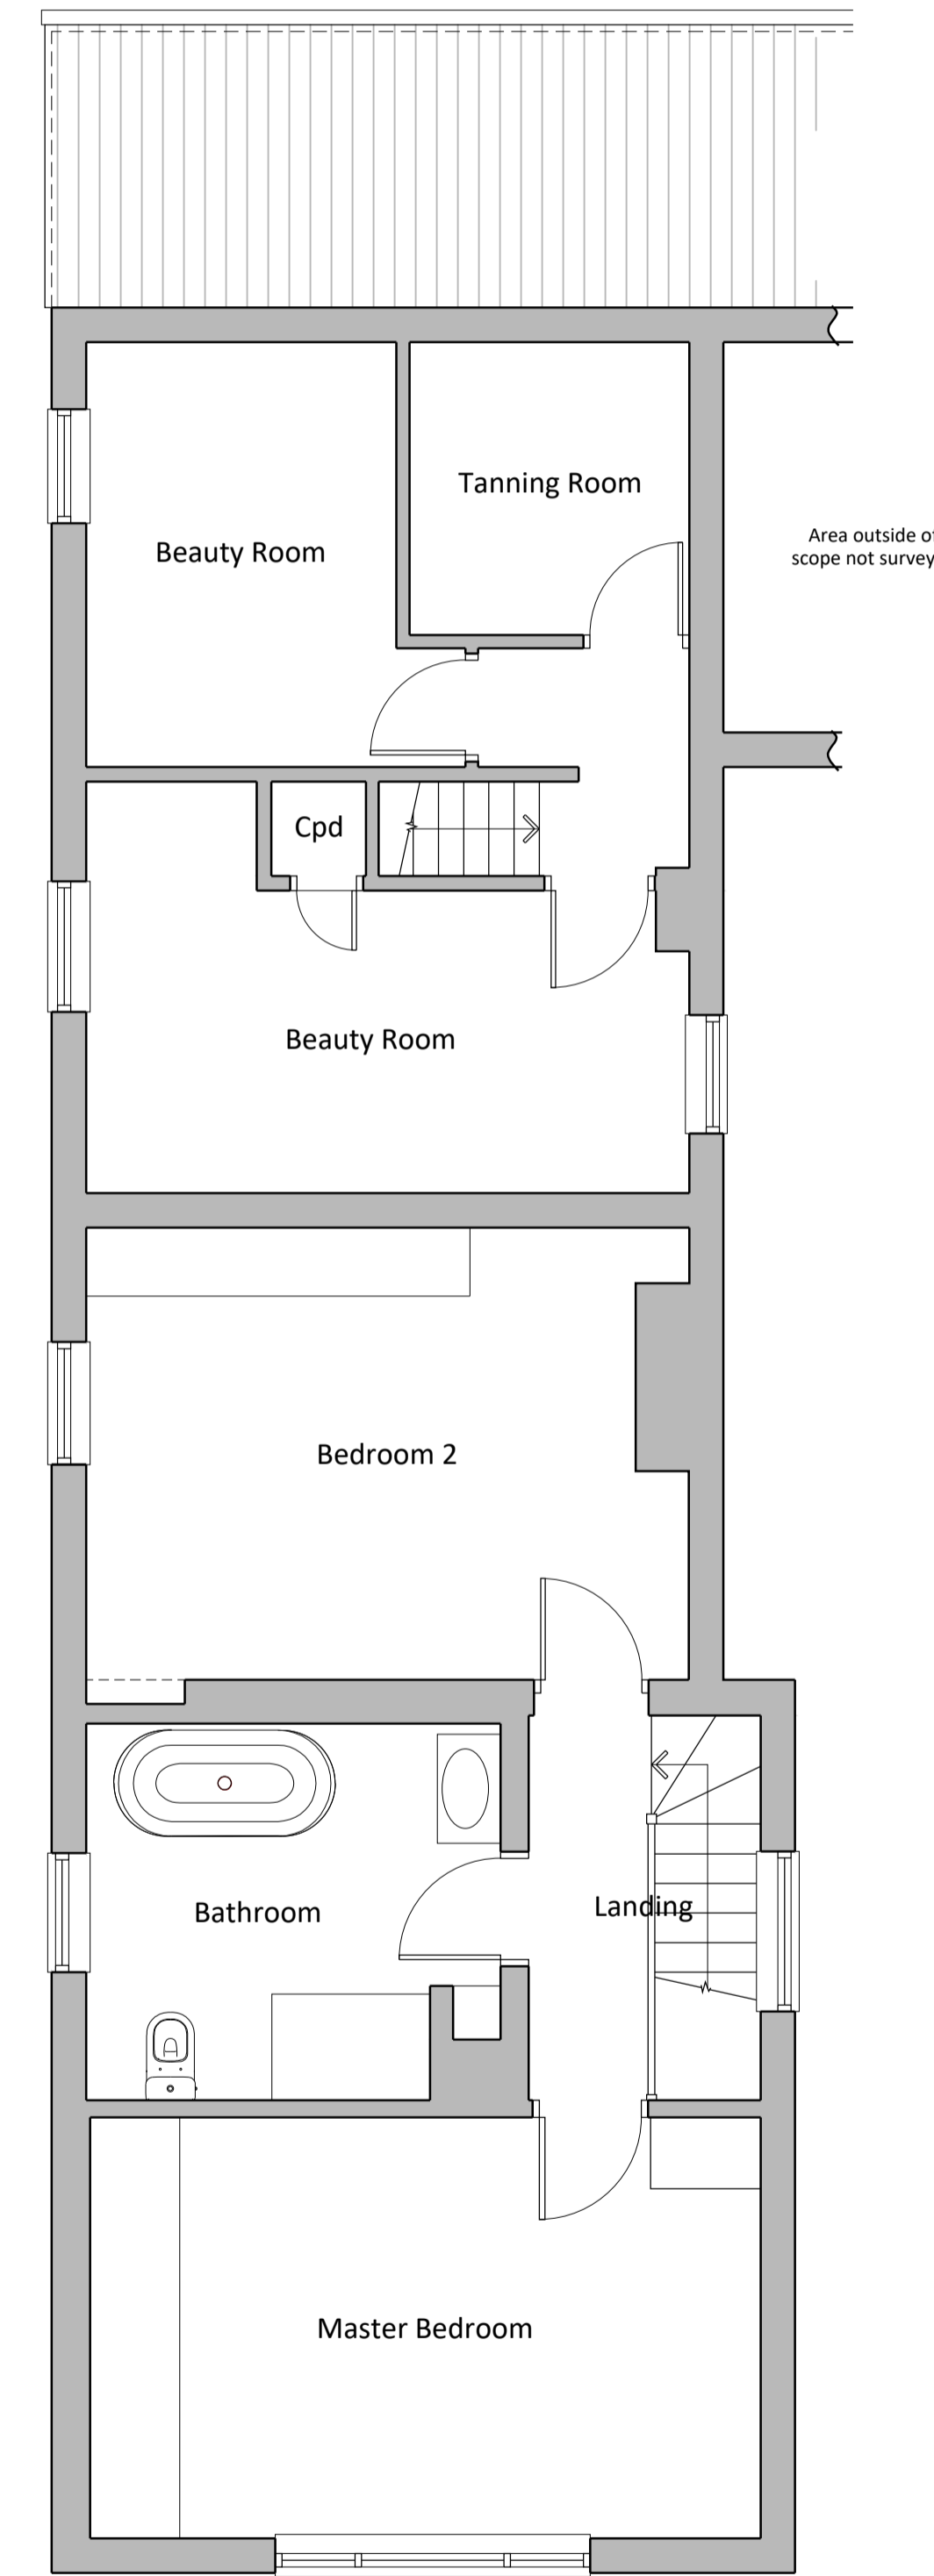 Tanning Room
Beauty Room
Area outside of
scope not survey
Cpd
Beauty Room
Bedroom 2
Landing
Bathroom
Master Bedroom